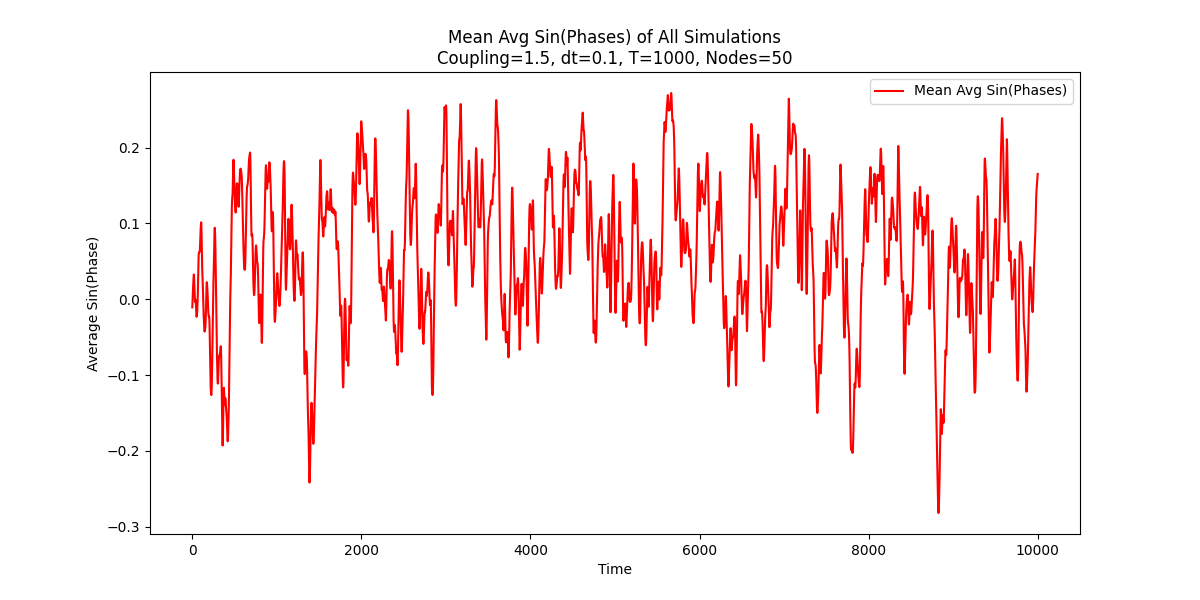 Mean Avg Sin(Phases) of All Simulations
Coupling=1.5, dt=0.1, T=1000, Nodes=50
Mean Avg Sin(Phases)
Average Sin(Phase)
0.2
0.1
0.0
−0.1
−0.2
−0.3
0 2000 4000 6000 8000 10000
Time